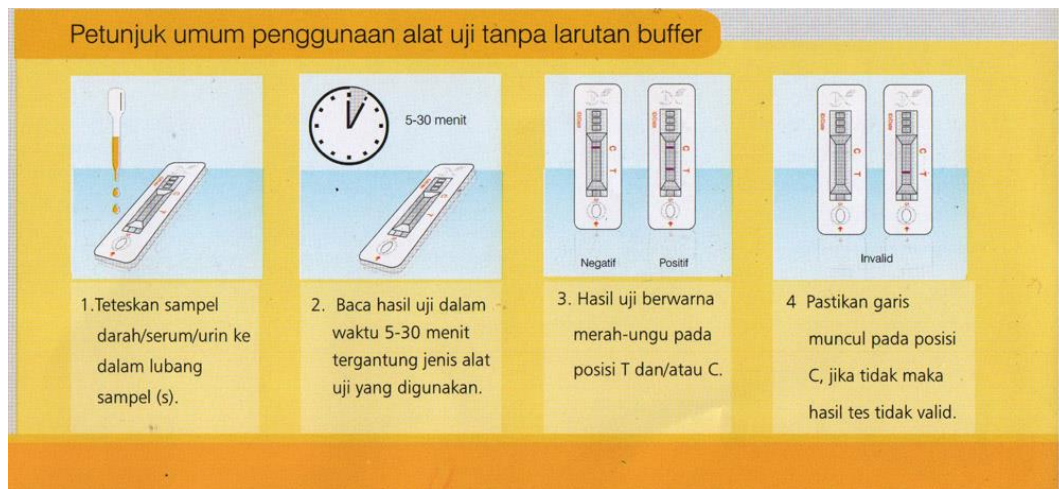 Petunjuk umum penggunaan alat uji tanpa larutan buffer
5-30 menit
C
T
C
T
C
T
C
T
Negatif
Positif
Invalid
1.Teteskan sampel
darah/serum/urin ke
dalam lubang
sampel (s).
2. Baca hasil uji dalam
waktu 5-30 menit
tergantung jenis alat
uji yang digunakan.
3. Hasil uji berwarna
merah-ungu pada
posisi T dan/atau C.
4 Pastikan garis
muncul pada posisi
C, jika tidak maka
hasil tes tidak valid.